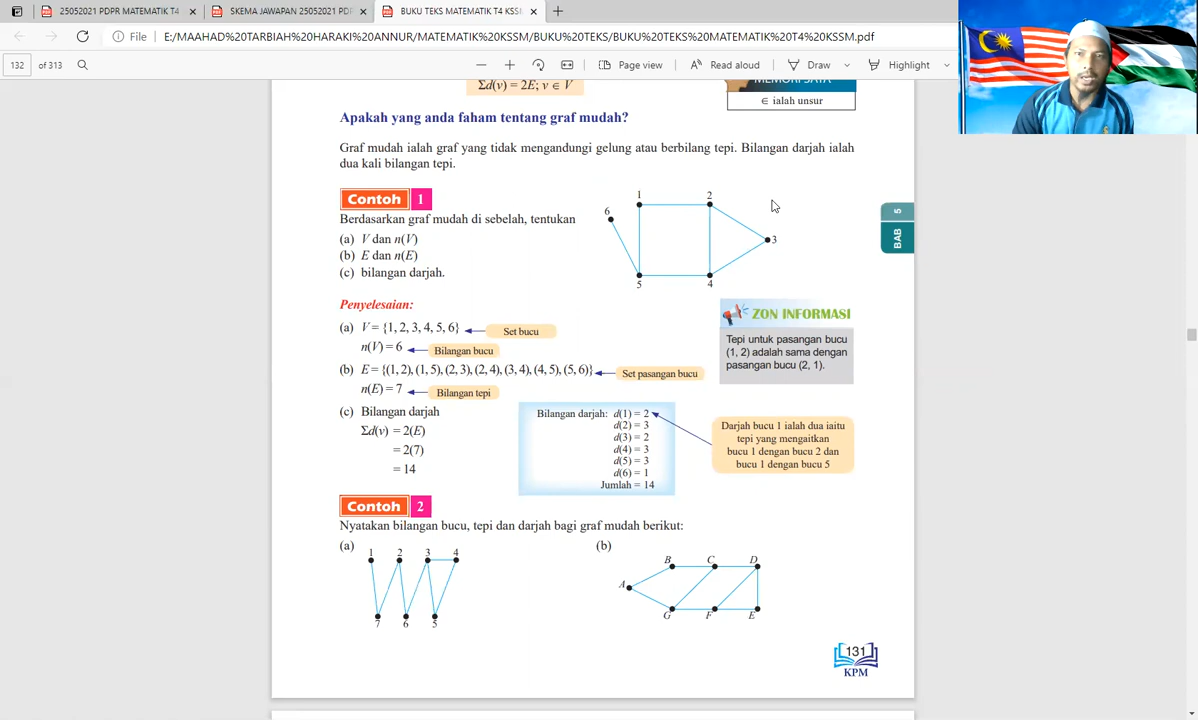 25052021 PDPR MATEMATIK T4
SKEMA JAWAPAN 25052021 PDF
BUKU TEKS MATEMATIK T4 KSSM
File
E:/MAAHAD%20TARBIAH%20HARAKI%20ANNUR/MATEMATIK%20KSSM/BUKU%20TEKS/BUKU%20TEKS%20MATEMATIK%20T4%20KSSM.pdf
132 of 313
Page view
Read aloud
Draw
Highlight
Σd(v) = 2E; v ∈ V
∈ ialah unsur
Apakah yang anda faham tentang graf mudah?
Graf mudah ialah graf yang tidak mengandungi gelung atau berbilang tepi. Bilangan darjah ialah
dua kali bilangan tepi.
Contoh 1
Berdasarkan graf mudah di sebelah, tentukan
(a) V dan n(V)
(b) E dan n(E)
(c) bilangan darjah.
1
2
6
3
5
4
BAB 5
Penyelesaian:
(a) V = {1, 2, 3, 4, 5, 6}
Set bucu
n(V) = 6
Bilangan bucu
(b) E = {(1, 2), (1, 5), (2, 3), (2, 4), (3, 4), (4, 5), (5, 6)}
Set pasangan bucu
n(E) = 7
Bilangan tepi
ZON INFORMASI
Tepi untuk pasangan bucu
(1, 2) adalah sama dengan
pasangan bucu (2, 1).
(c) Bilangan darjah
Σd(v) = 2(E)
= 2(7)
= 14
Bilangan darjah: d(1) = 2
d(2) = 3
d(3) = 2
d(4) = 3
d(5) = 3
d(6) = 1
Jumlah = 14
Darjah bucu 1 ialah dua iaitu
tepi yang mengaitkan
bucu 1 dengan bucu 2 dan
bucu 1 dengan bucu 5
Contoh 2
Nyatakan bilangan bucu, tepi dan darjah bagi graf mudah berikut:
(a)
1 2 3 4
7 6 5
(b)
B C D
A
G F E
131
KPM